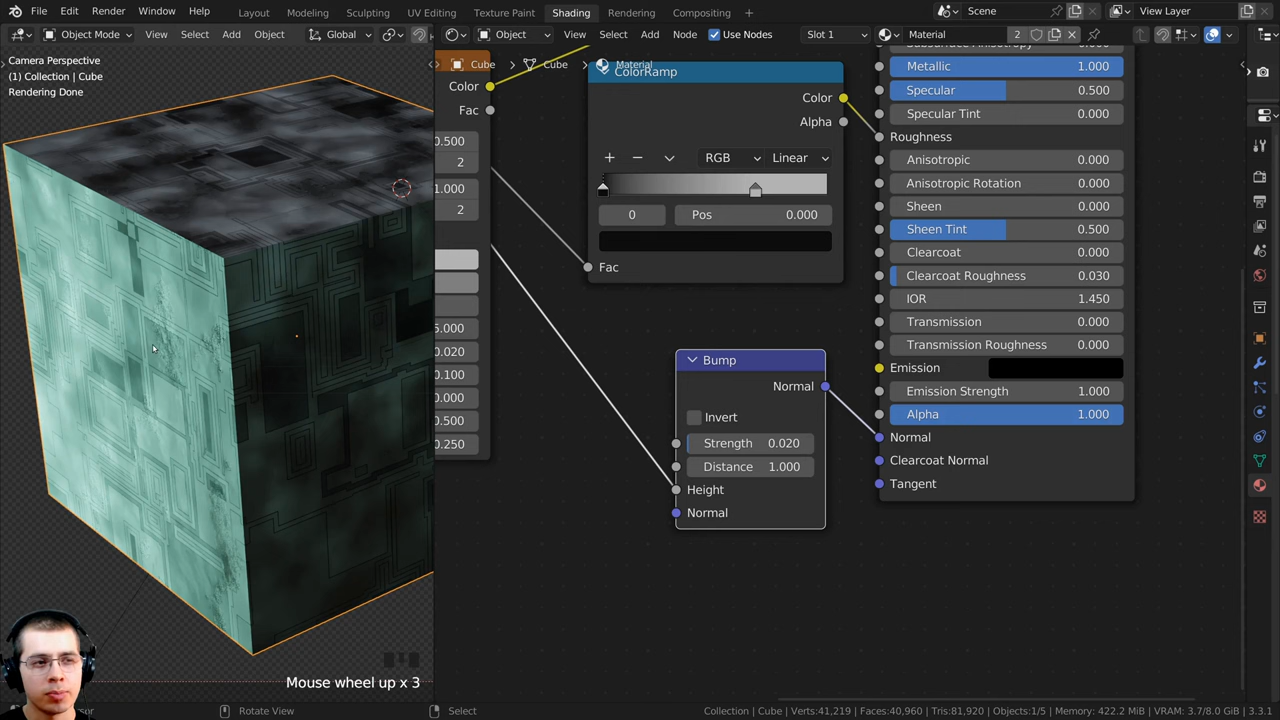 File Edit Render Window Help Layout Modeling Sculpting UV Editing Texture Paint Shading Rendering Compositing Scene View Layer
Object Mode View Select Add Object Global Object View Select Add Node Use Nodes Slot 1 Material 2
Camera Perspective
(1) Collection | Cube
Rendering Done
Cube Cube Material
Color
Fac
0.500
2
1.000
2
5.000
0.020
0.100
0.000
0.500
0.250
ColorRamp
Color
Alpha
RGB Linear
0 Pos 0.000
Fac
Bump
Normal
Invert
Strength 0.020
Distance 1.000
Height
Normal
Metallic 1.000
Specular 0.500
Specular Tint 0.000
Roughness
Anisotropic 0.000
Anisotropic Rotation 0.000
Sheen 0.000
Sheen Tint 0.500
Clearcoat 0.000
Clearcoat Roughness 0.030
IOR 1.450
Transmission 0.000
Transmission Roughness 0.000
Emission
Emission Strength 1.000
Alpha 1.000
Normal
Clearcoat Normal
Tangent
Mouse wheel up x 3
Rotate View Select Collection | Cube | Verts:41,219 | Faces:40,960 | Tris:81,920 | Objects:1/5 | Memory: 422.2 MiB | VRAM: 3.7/8.0 GiB | 3.3.1